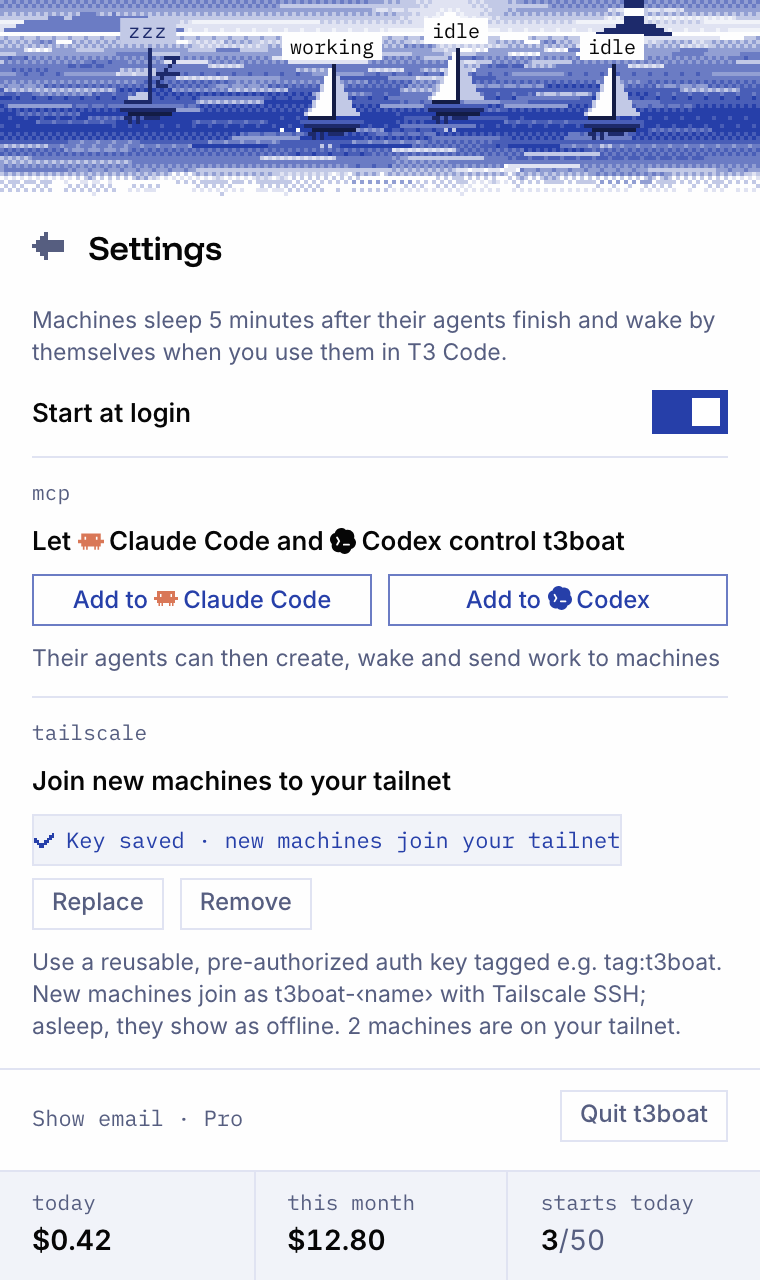 zzz
working
idle
idle
Settings
Machines sleep 5 minutes after their agents finish and wake by
themselves when you use them in T3 Code.
Start at login
mcp
Let Claude Code and Codex control t3boat
Add to Claude Code
Add to Codex
Their agents can then create, wake and send work to machines
tailscale
Join new machines to your tailnet
Key saved · new machines join your tailnet
Replace
Remove
Use a reusable, pre-authorized auth key tagged e.g. tag:t3boat.
New machines join as t3boat-‹name› with Tailscale SSH;
asleep, they show as offline. 2 machines are on your tailnet.
Show email · Pro
Quit t3boat
today
this month
starts today
$0.42
$12.80
3/50